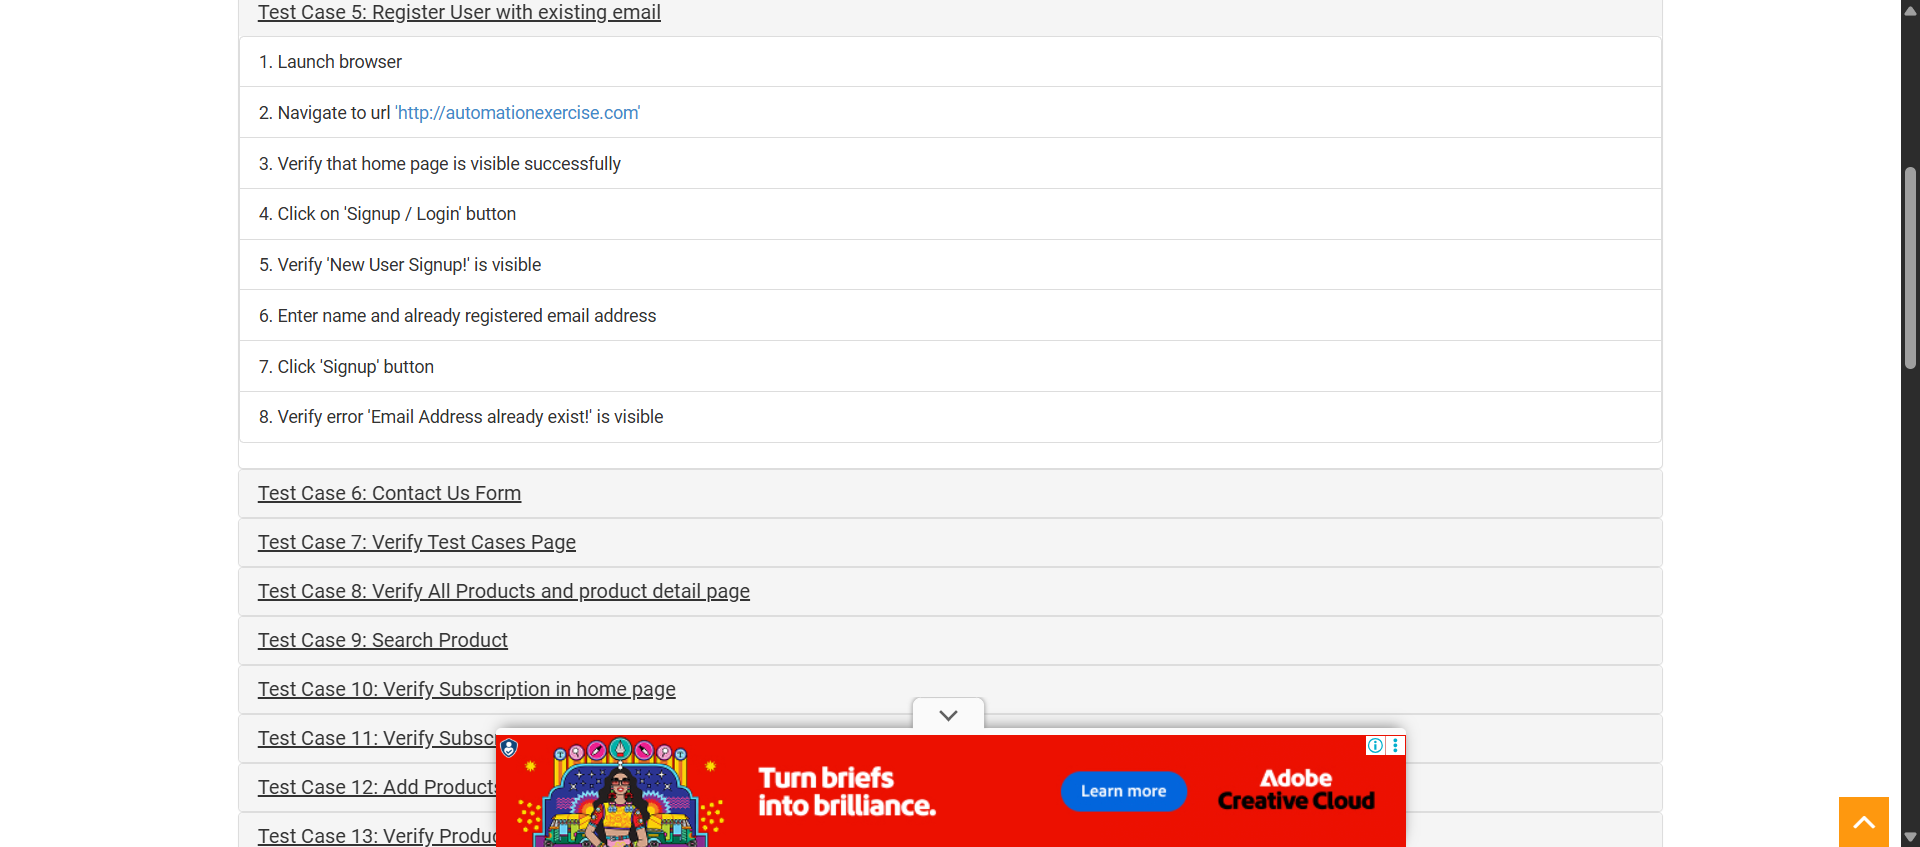 Test Case 5: Register User with existing email
1. Launch browser
2. Navigate to url 'http://automationexercise.com'
3. Verify that home page is visible successfully
4. Click on 'Signup / Login' button
5. Verify 'New User Signup!' is visible
6. Enter name and already registered email address
7. Click 'Signup' button
8. Verify error 'Email Address already exist!' is visible
Test Case 6: Contact Us Form
Test Case 7: Verify Test Cases Page
Test Case 8: Verify All Products and product detail page
Test Case 9: Search Product
Test Case 10: Verify Subscription in home page
Test Case 11: Verify Subsc
Test Case 12: Add Products
Test Case 13: Verify Produc
Turn briefs
into brilliance.
Learn more
Adobe
Creative Cloud